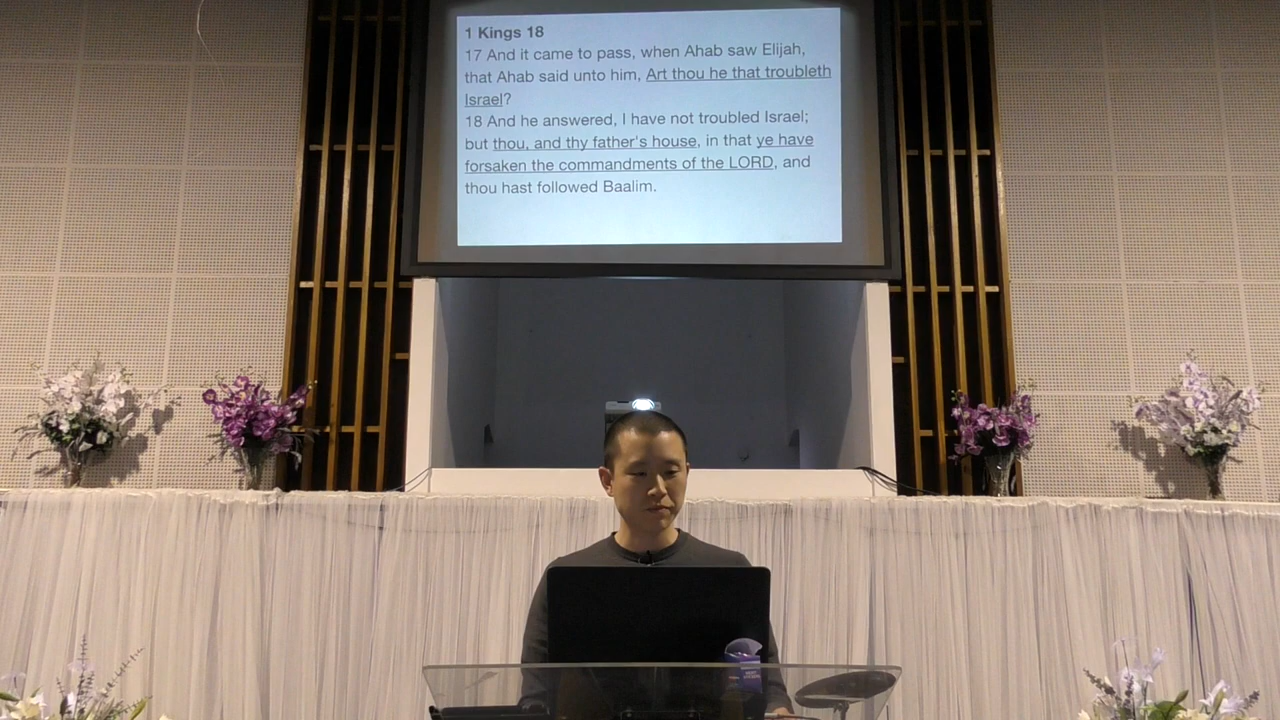 1 Kings 18
17 And it came to pass, when Ahab saw Elijah,
that Ahab said unto him, Art thou he that troubleth
Israel?
18 And he answered, I have not troubled Israel;
but thou, and thy father's house, in that ye have
forsaken the commandments of the LORD, and
thou hast followed Baalim.